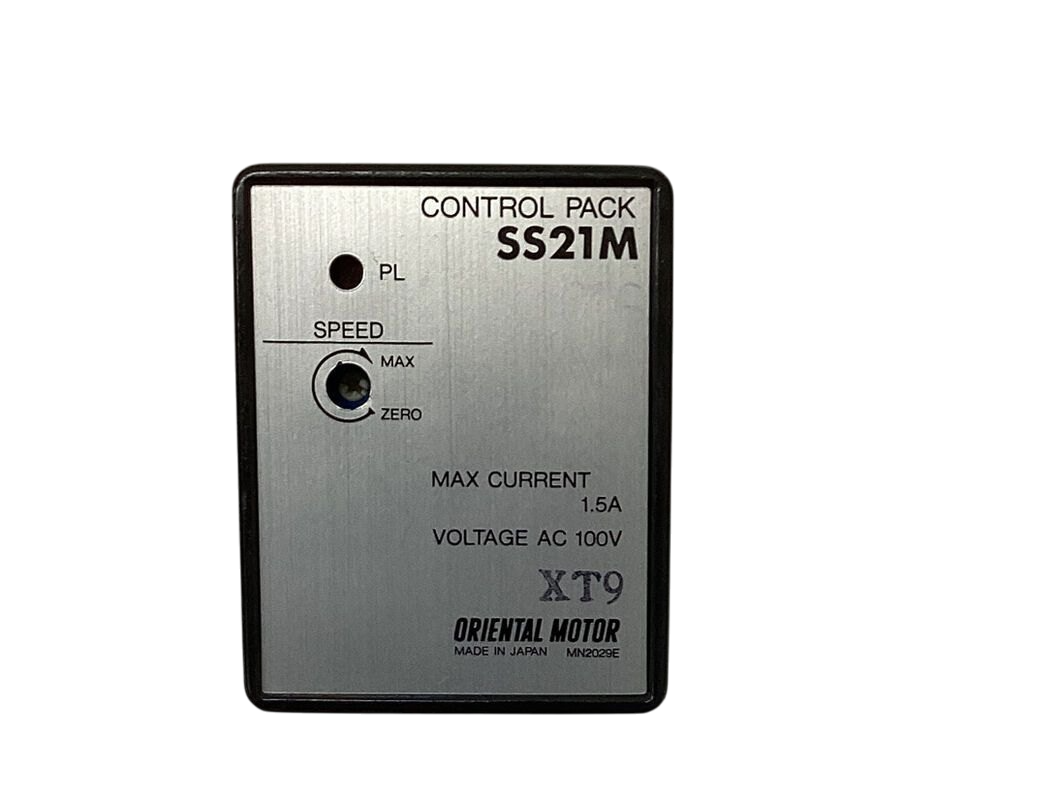 CONTROL PACK
SS21M
PL
SPEED
MAX
ZERO
MAX CURRENT
1.5A
VOLTAGE AC 100V
XT9
ORIENTAL MOTOR
MADE IN JAPAN MN2029E